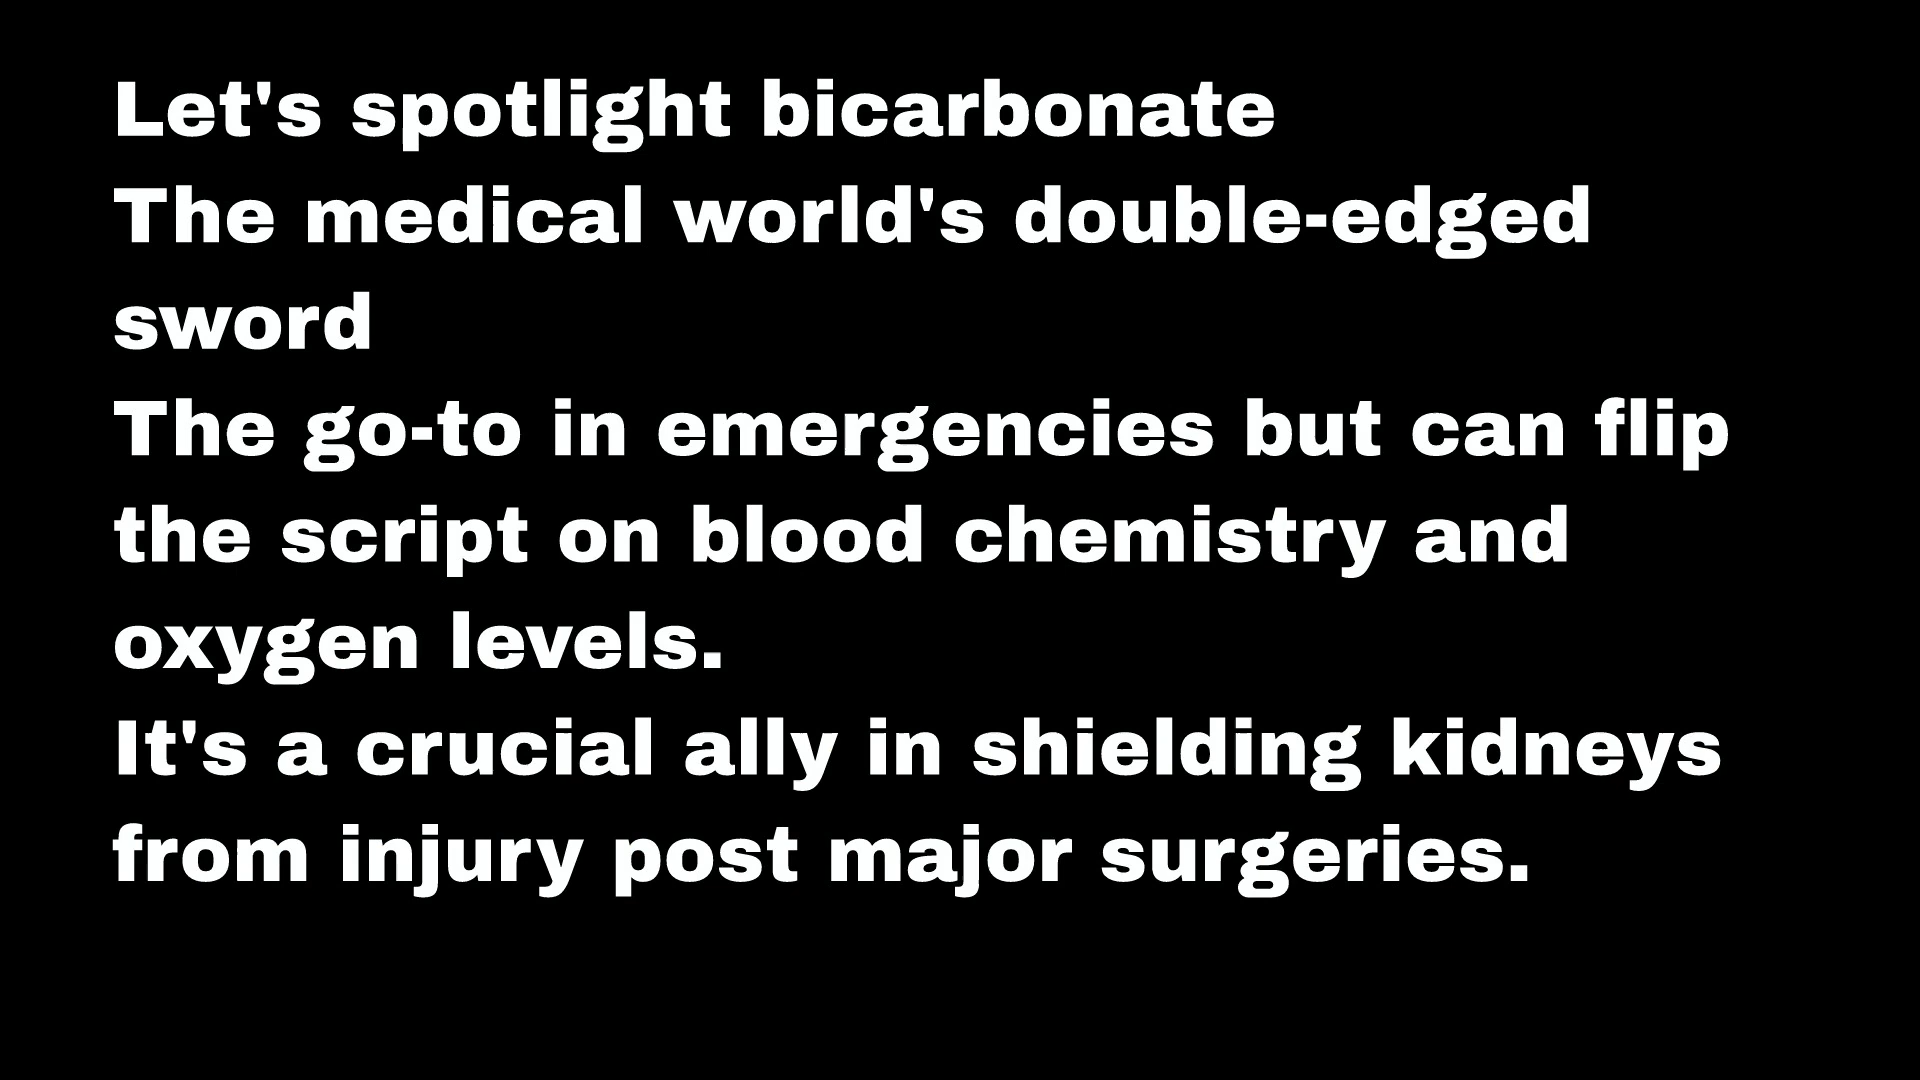 Let's spotlight bicarbonate
The medical world's double-edged
sword
The go-to in emergencies but can flip
the script on blood chemistry and
oxygen levels.
It's a crucial ally in shielding kidneys
from injury post major surgeries.